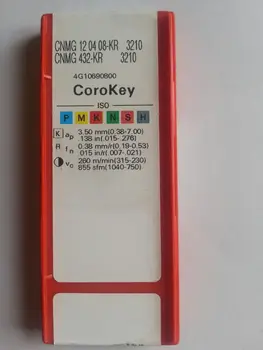 CNMG 12 04 08-KR 3210
CNMG 432-KR 3210
4G10690800
CoroKey
ISO
P M K N S H
K ap 3.50 mm(0.38-7.00)
.138 in(.015-.276)
R fn 0.38 mm/r(0.19-0.53)
.015 in/r(.007-.021)
vc 260 m/min(315-230)
855 sfm(1040-750)